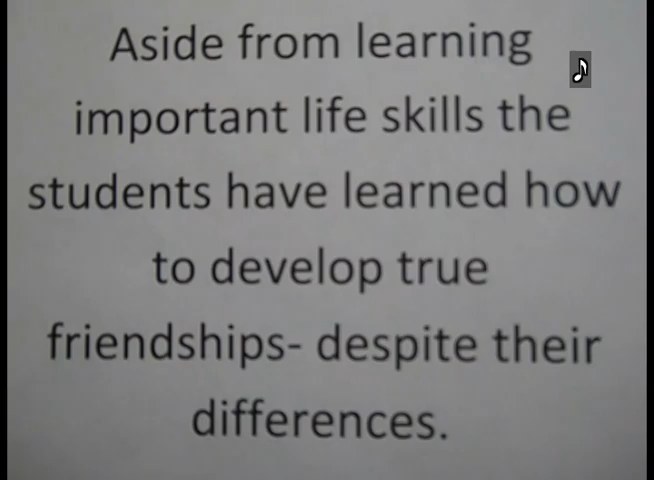 Aside from learning
♪
important life skills the
students have learned how
to develop true
friendships- despite their
differences.